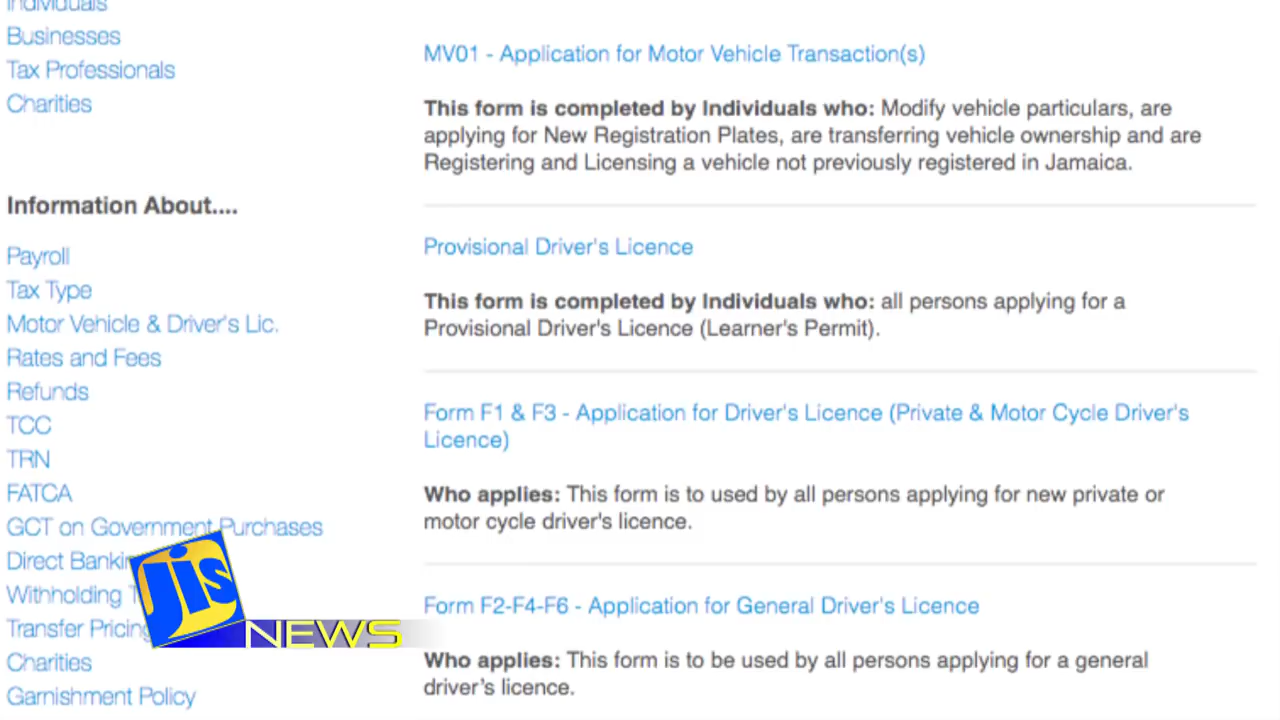 Individuals
Businesses
Tax Professionals
Charities
Information About....
Payroll
Tax Type
Motor Vehicle & Driver's Lic.
Rates and Fees
Refunds
TCC
TRN
FATCA
GCT on Government Purchases
Direct
Withholding
Transfer Pricing
Charities
Garnishment Policy
MV01 - Application for Motor Vehicle Transaction(s)
This form is completed by Individuals who: Modify vehicle particulars, are
applying for New Registration Plates, are transferring vehicle ownership and are
Registering and Licensing a vehicle not previously registered in Jamaica.
Provisional Driver's Licence
This form is completed by Individuals who: all persons applying for a
Provisional Driver's Licence (Learner's Permit).
Form F1 & F3 - Application for Driver's Licence (Private & Motor Cycle Driver's
Licence)
Who applies: This form is to used by all persons applying for new private or
motor cycle driver's licence.
Form F2-F4-F6 - Application for General Driver's Licence
Who applies: This form is to be used by all persons applying for a general
driver’s licence.
jis
NEWS